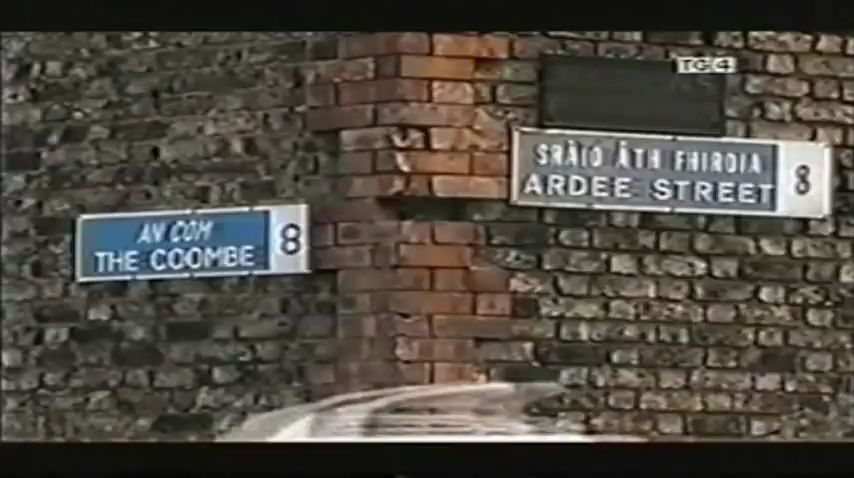 TG4
SRÁID ÁTH FHIRDIA
ARDEE STREET
8
AN COM
THE COOMBE
8